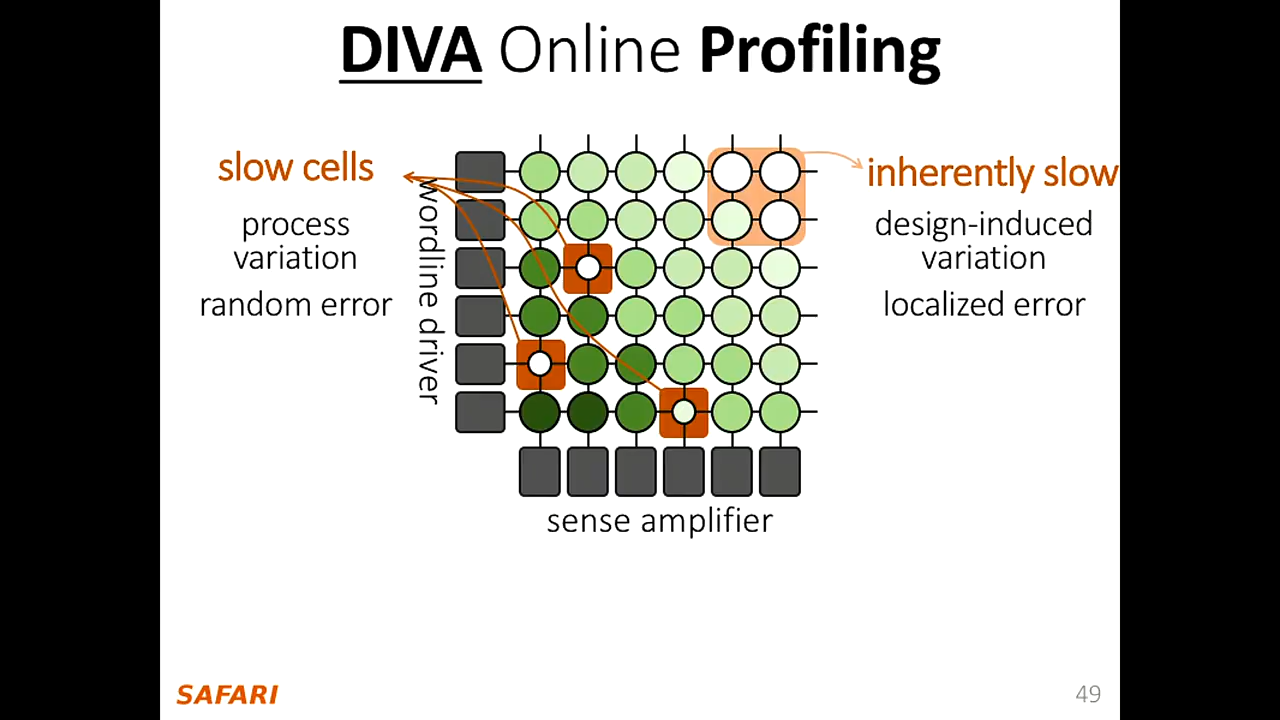 DIVA Online Profiling
slow cells
process
variation
random error
wordline driver
inherently slow
design-induced
variation
localized error
sense amplifier
SAFARI
49